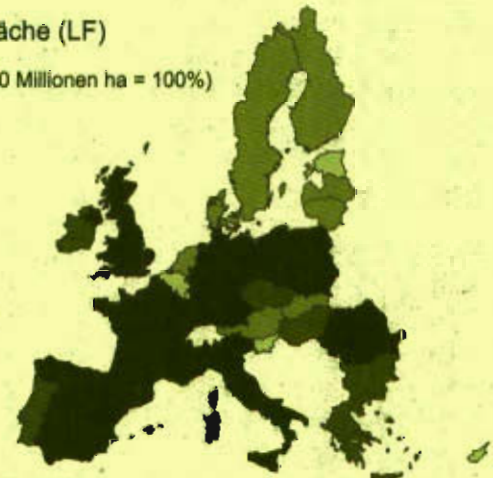 äche (LF)
0 Millionen ha = 100%)